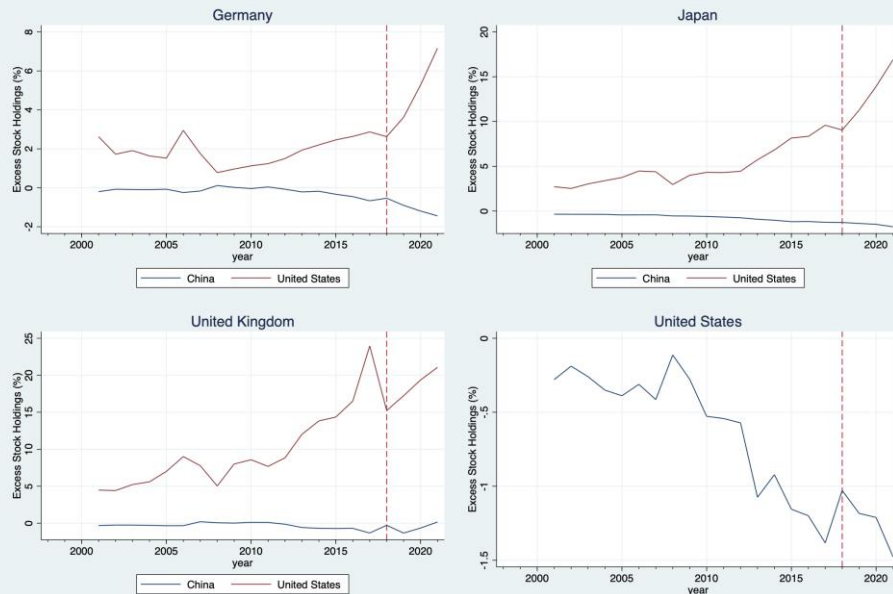 Germany
Excess Stock Holdings (%)
8
6
4
2
0
-2
2000 2005 2010 2015 2020
year
China United States
Japan
Excess Stock Holdings (%)
20
15
10
5
0
2000 2005 2010 2015 2020
year
China United States
United Kingdom
Excess Stock Holdings (%)
25
20
15
10
5
0
2000 2005 2010 2015 2020
year
China United States
United States
Excess Stock Holdings (%)
0
-.5
-1
-1.5
2000 2005 2010 2015 2020
year